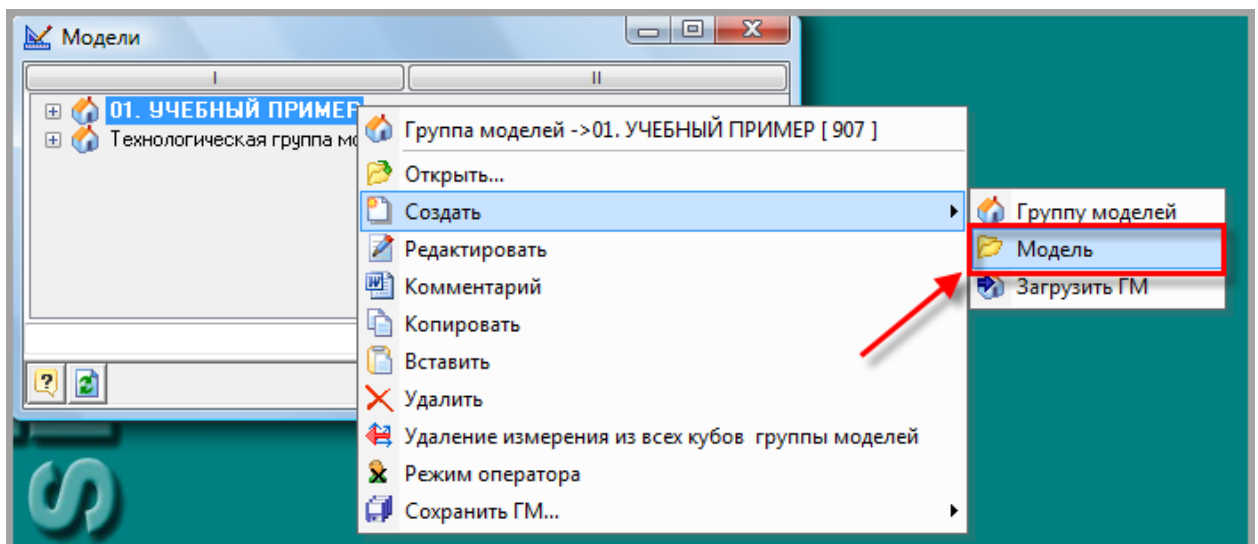 Модели
I II
01. УЧЕБНЫЙ ПРИМЕР
Технологическая группа
Группа моделей ->01. УЧЕБНЫЙ ПРИМЕР [ 907 ]
Открыть...
Создать
Редактировать
Комментарий
Копировать
Вставить
Удалить
Удаление измерения из всех кубов группы моделей
Режим оператора
Сохранить ГМ...
Группу моделей
Модель
Загрузить ГМ